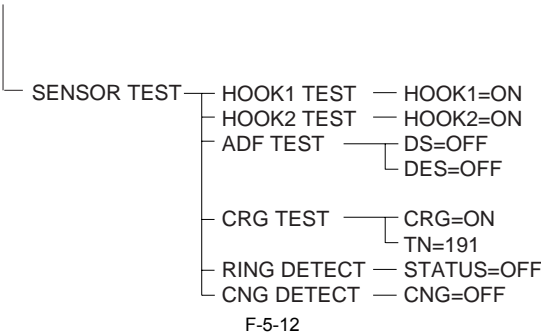 SENSOR TEST HOOK1 TEST HOOK1=ON
HOOK2 TEST HOOK2=ON
ADF TEST DS=OFF
DES=OFF
CRG TEST CRG=ON
TN=191
RING DETECT STATUS=OFF
CNG DETECT CNG=OFF
F-5-12